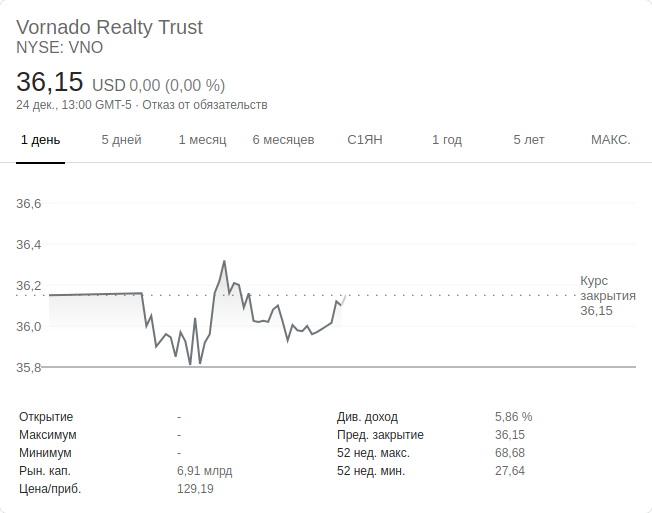 Vornado Realty Trust
NYSE: VNO
36,15 USD 0,00 (0,00 %)
24 дек., 13:00 GMT-5 · Отказ от обязательств
1 день 5 дней 1 месяц 6 месяцев С1ЯН 1 год 5 лет МАКС.
36,6
36,4
36,2
36,0
35,8
Курс
закрытия
36,15
Открытие - Див. доход 5,86 %
Максимум - Пред. закрытие 36,15
Минимум - 52 нед. макс. 68,68
Рын. кап. 6,91 млрд 52 нед. мин. 27,64
Цена/приб. 129,19